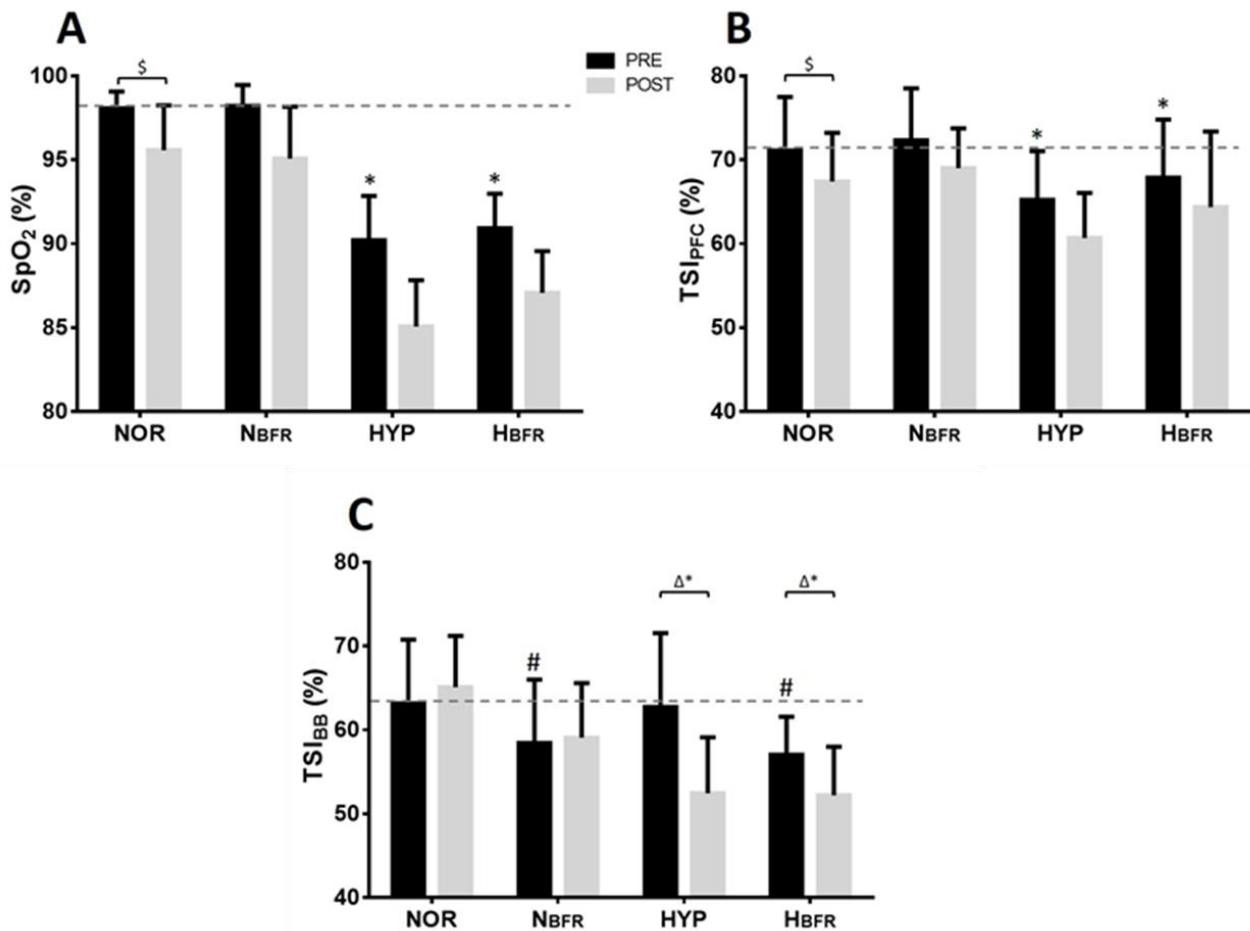 A
B
PRE
POST
SpO₂ (%)
100
95
90
85
80
$
*
*
NOR
NBFR
HYP
HBFR
TSIPFC (%)
80
70
60
50
40
$
*
*
NOR
NBFR
HYP
HBFR
C
TSIBB (%)
80
70
60
50
40
#
Δ*
#
Δ*
NOR
NBFR
HYP
HBFR